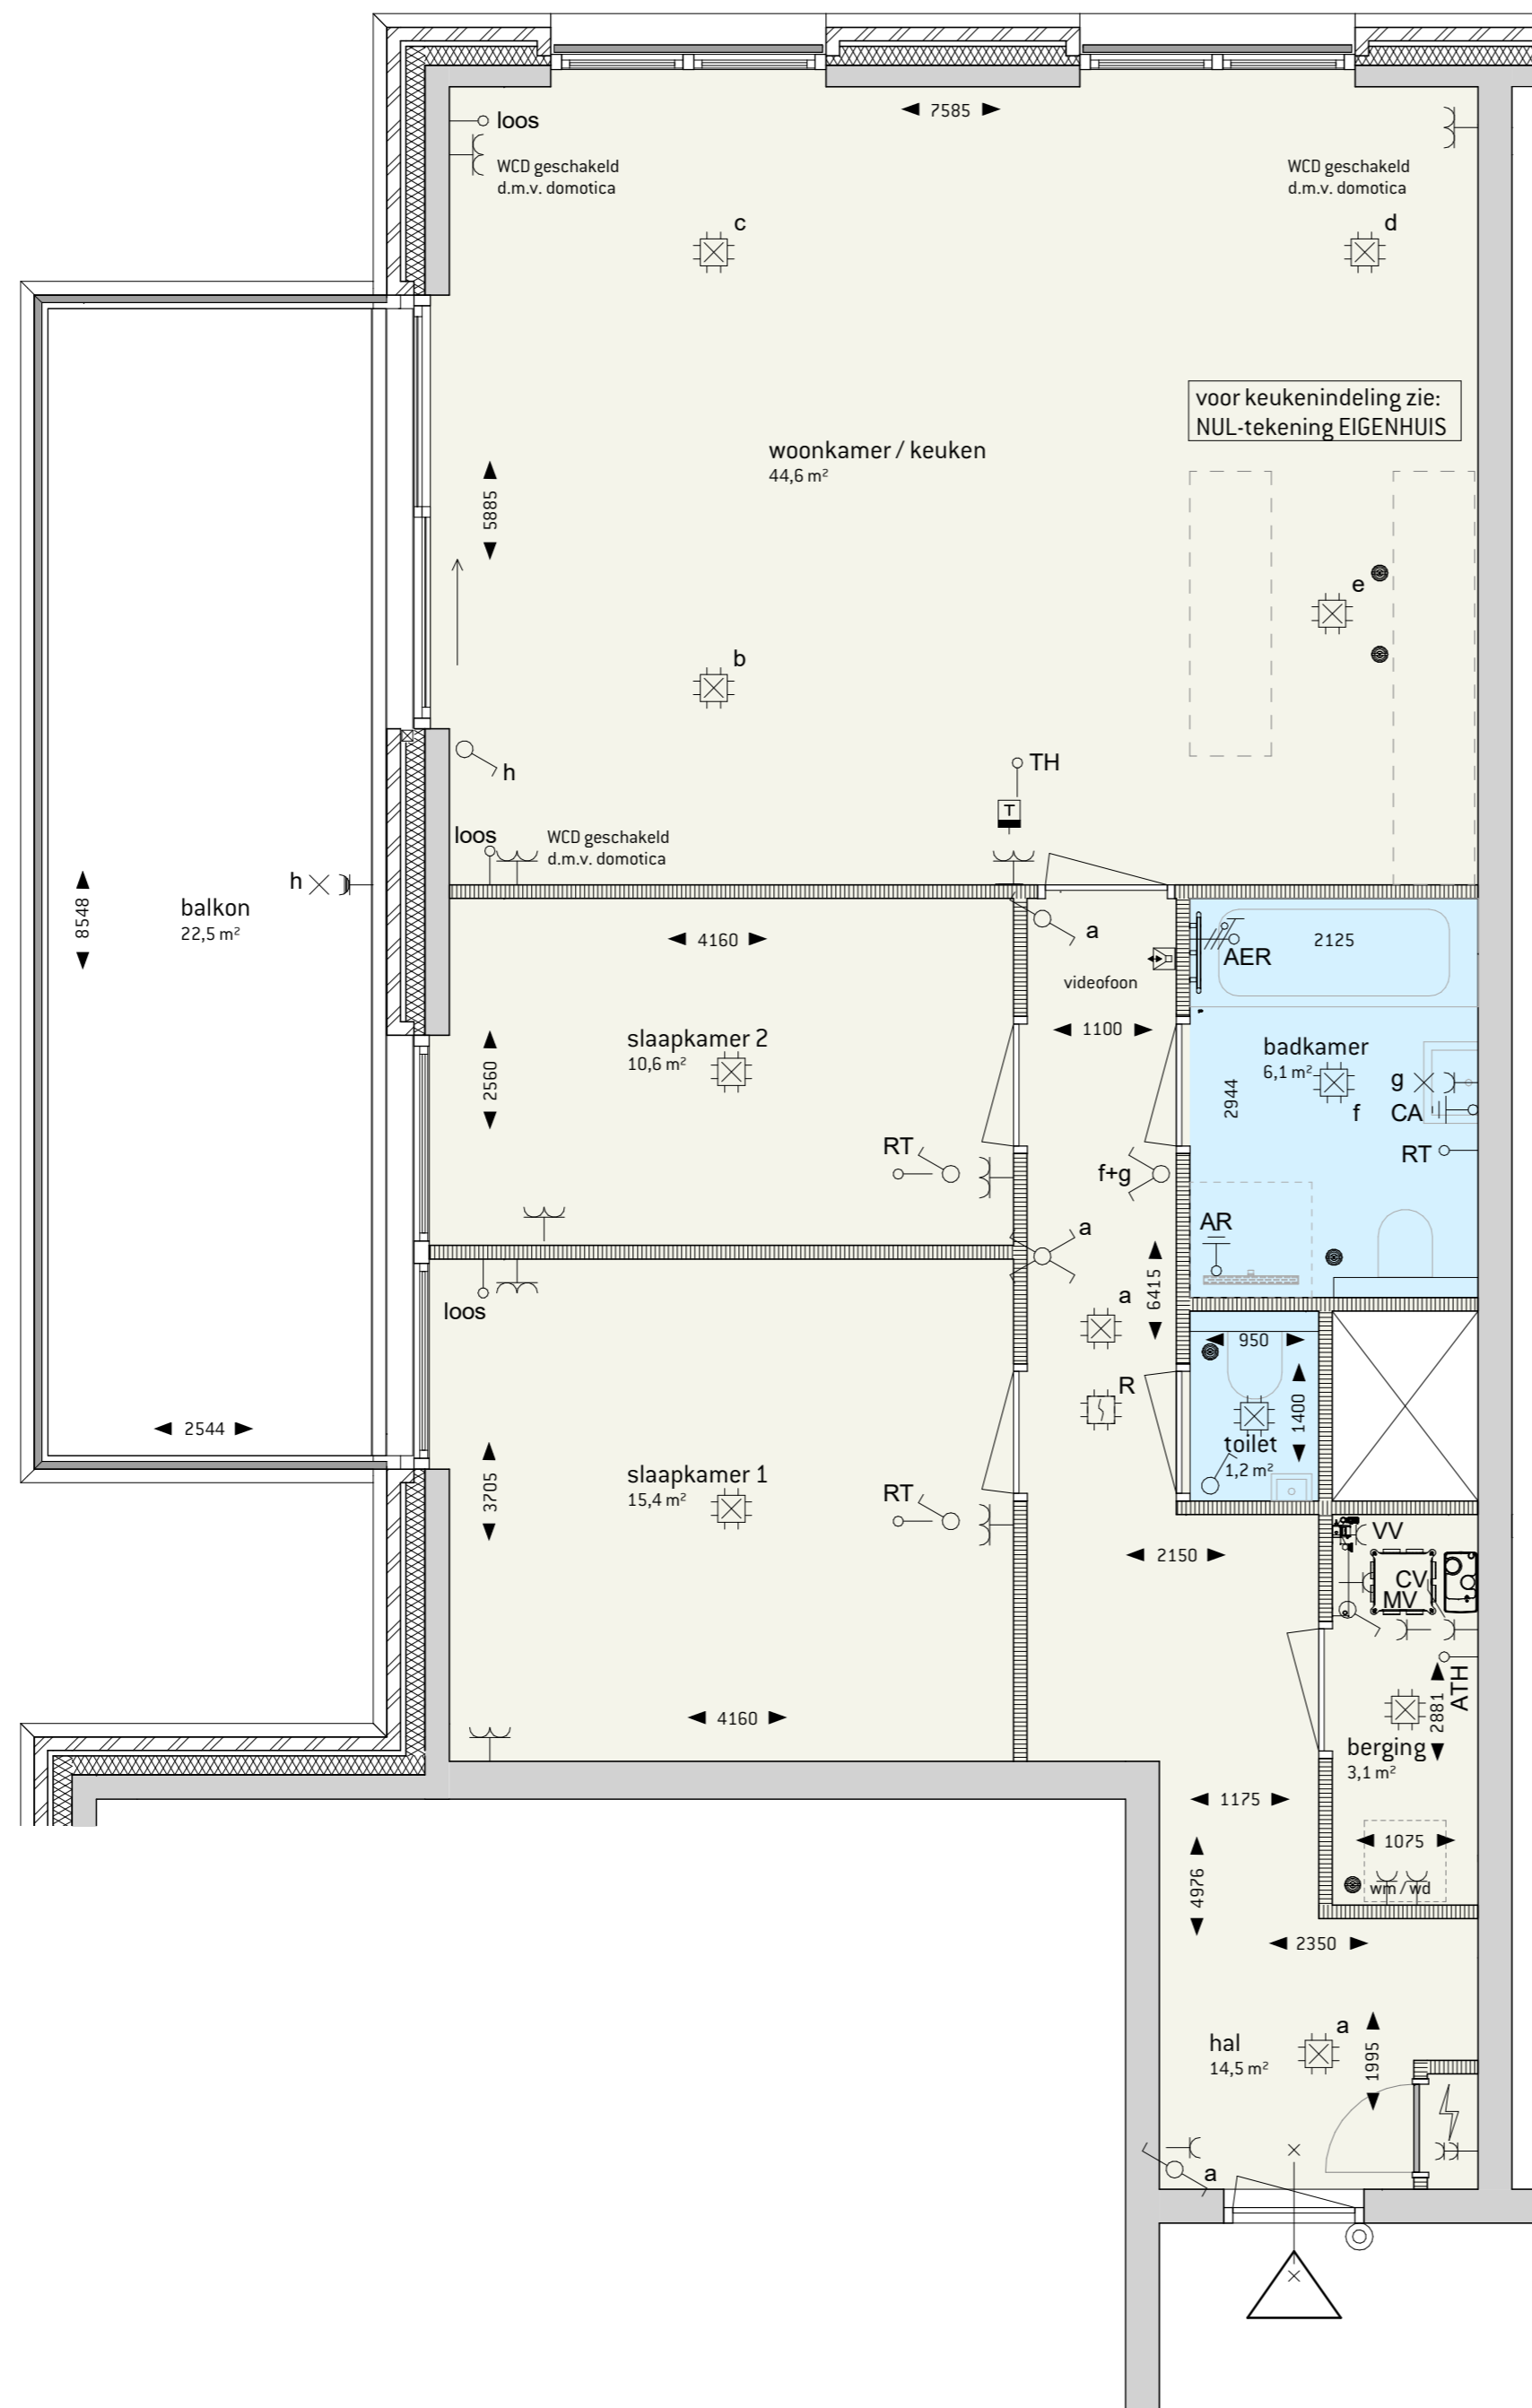 7585
loos
WCD geschakeld
d.m.v. domotica
WCD geschakeld
d.m.v. domotica
c
d
voor keukenindeling zie:
NUL-tekening EIGENHUIS
woonkamer / keuken
44,6 m²
5885
e
b
h
TH
T
loos
WCD geschakeld
d.m.v. domotica
h
balkon
22,5 m²
8548
2544
a
4160
videofoon
AER
2125
1100
slaapkamer 2
10,6 m²
2560
badkamer
6,1 m²
2944
g
f
CA
RT
RT
f+g
AR
a
6415
loos
a
R
950
1400
toilet
1,2 m²
slaapkamer 1
15,4 m²
3705
RT
2150
VV
CV
MV
ATH
2881
berging
3,1 m²
4160
1175
1075
wm / wd
4976
2350
hal
14,5 m²
a
1995
a